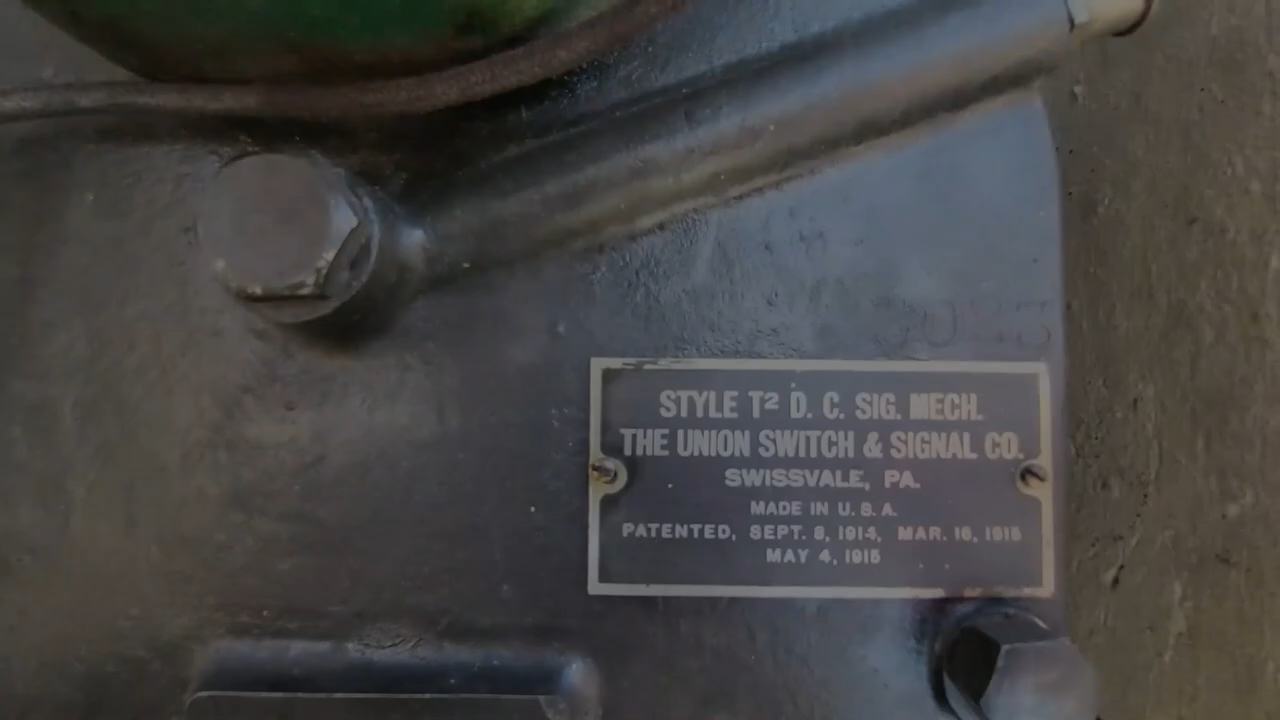 STYLE T² D. C. SIG. MECH.
THE UNION SWITCH & SIGNAL CO.
SWISSVALE, PA.
MADE IN U. S. A.
PATENTED, SEPT. 8, 1914, MAR. 16, 1915
MAY 4, 1915